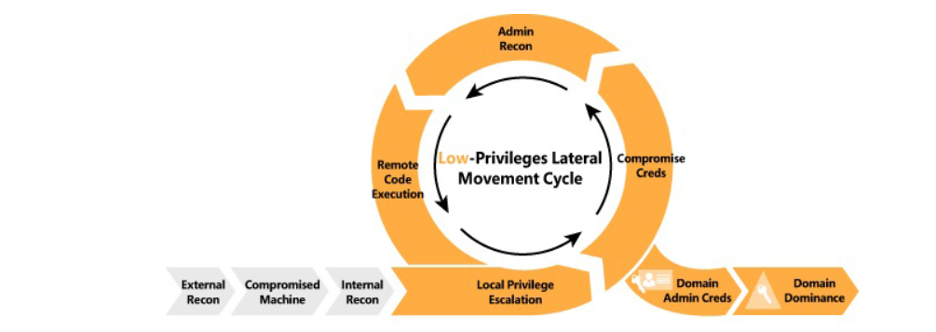 Admin
Recon
Low-Privileges Lateral
Movement Cycle
Compromise
Creds
Remote
Code
Execution
External
Recon
Compromised
Machine
Internal
Recon
Local Privilege
Escalation
Domain
Admin Creds
Domain
Dominance